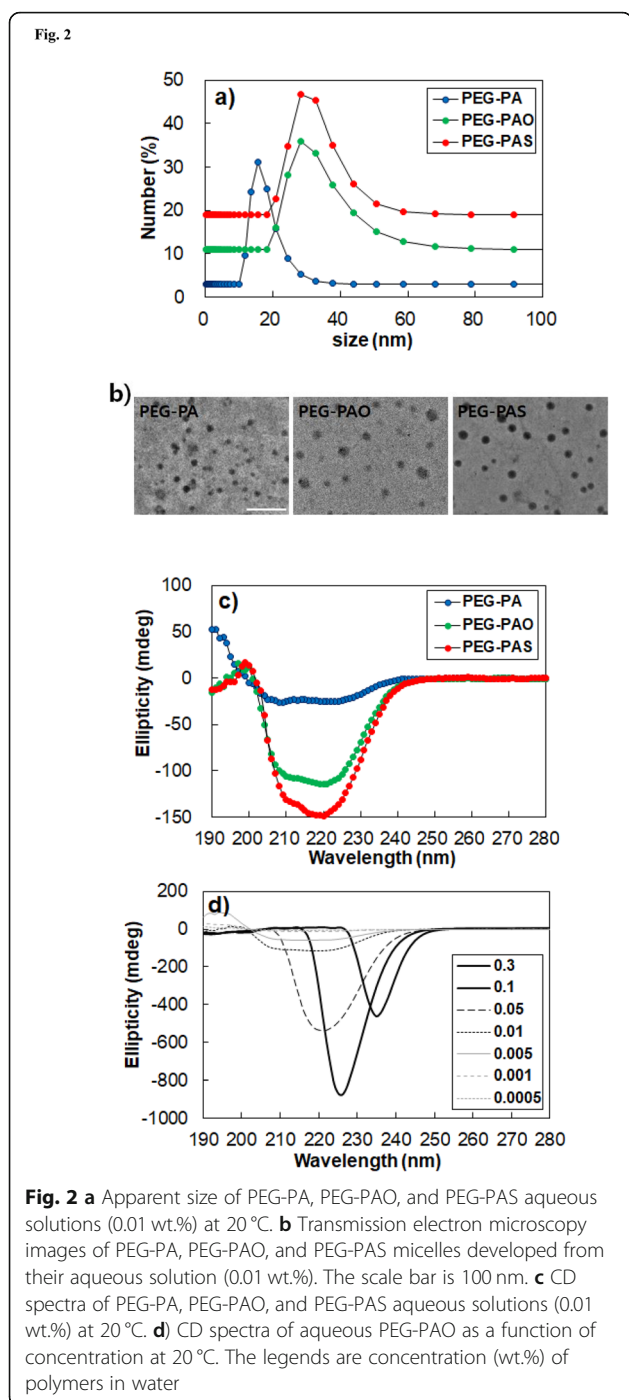 Fig. 2
a)
PEG-PA
PEG-PAO
PEG-PAS
Number (%)
50
40
30
20
10
0
0 20 40 60 80 100
size (nm)
b)
PEG-PA
PEG-PAO
PEG-PAS
c)
PEG-PA
PEG-PAO
PEG-PAS
Ellipticity (mdeg)
100
50
0
-50
-100
-150
190 200 210 220 230 240 250 260 270 280
Wavelength (nm)
d)
Ellipticity (mdeg)
200
0
-200
-400
-600
-800
-1000
0.3
0.1
0.05
0.01
0.005
0.001
0.0005
190 200 210 220 230 240 250 260 270 280
Wavelength (nm)
Fig. 2 a Apparent size of PEG-PA, PEG-PAO, and PEG-PAS aqueous
solutions (0.01 wt.%) at 20 °C. b Transmission electron microscopy
images of PEG-PA, PEG-PAO, and PEG-PAS micelles developed from
their aqueous solution (0.01 wt.%). The scale bar is 100 nm. c CD
spectra of PEG-PA, PEG-PAO, and PEG-PAS aqueous solutions (0.01
wt.%) at 20 °C. d) CD spectra of aqueous PEG-PAO as a function of
concentration at 20 °C. The legends are concentration (wt.%) of
polymers in water